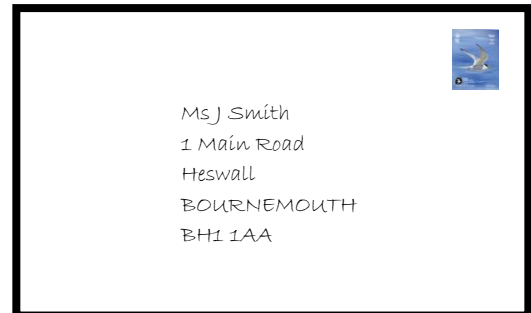 Ms J Smith
1 Main Road
Heswall
BOURNEMOUTH
BH1 1AA